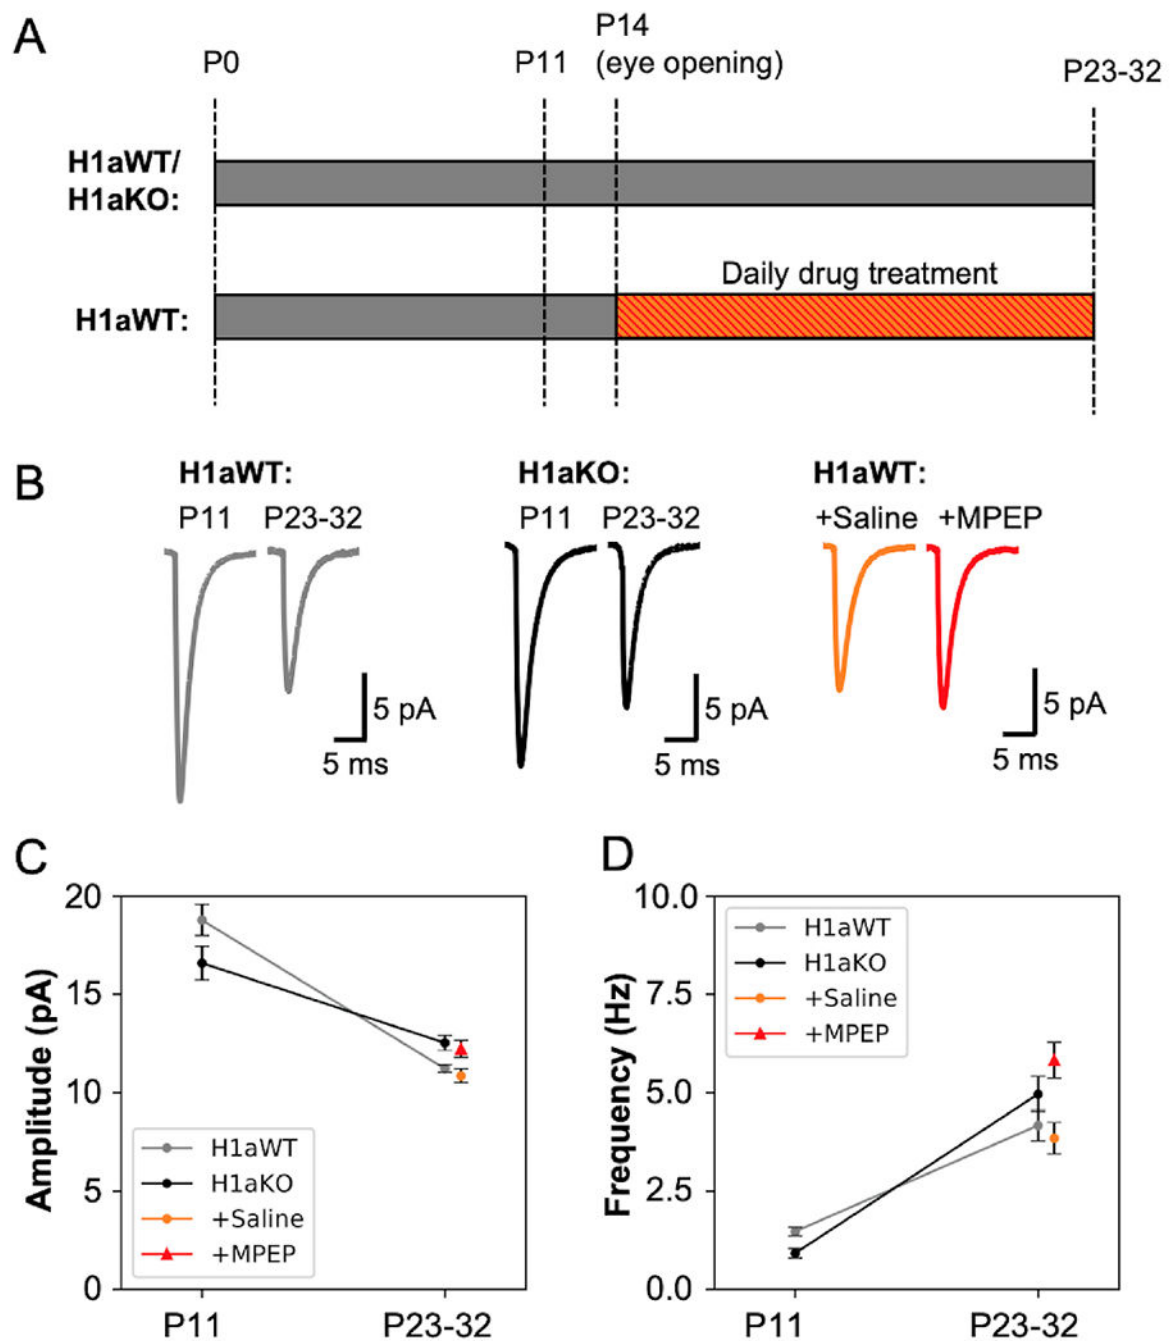 A
P0
P11
P14
(eye opening)
P23-32
H1aWT/
H1aKO:
Daily drug treatment
H1aWT:
B
H1aWT:
P11 P23-32
5 pA
5 ms
H1aKO:
P11 P23-32
5 pA
5 ms
H1aWT:
+Saline +MPEP
5 pA
5 ms
C
Amplitude (pA)
20
15
10
5
0
H1aWT
H1aKO
+Saline
+MPEP
P11 P23-32
D
Frequency (Hz)
10.0
7.5
5.0
2.5
0.0
H1aWT
H1aKO
+Saline
+MPEP
P11 P23-32